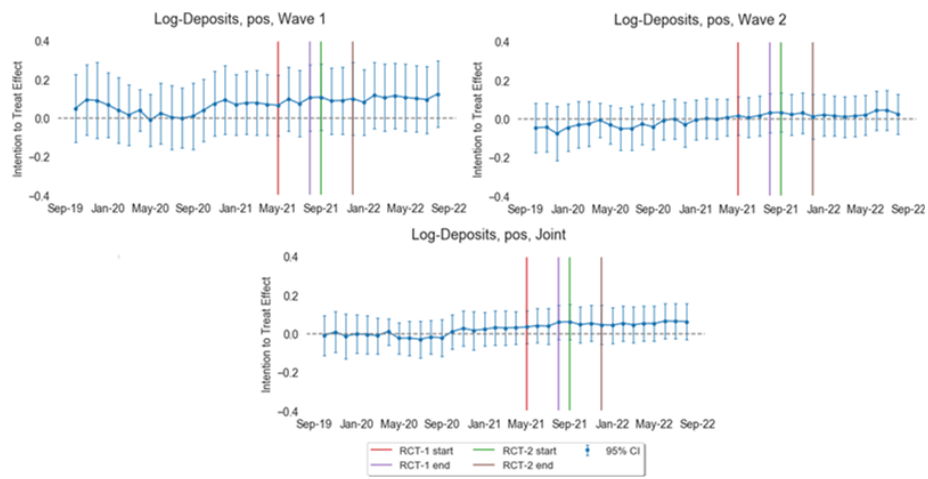 Log-Deposits, pos, Wave 1
Intention to Treat Effect
0.4
0.2
0.0
−0.2
−0.4
Sep-19 Jan-20 May-20 Sep-20 Jan-21 May-21 Sep-21 Jan-22 May-22 Sep-22
Log-Deposits, pos, Wave 2
Intention to Treat Effect
0.4
0.2
0.0
−0.2
−0.4
Sep-19 Jan-20 May-20 Sep-20 Jan-21 May-21 Sep-21 Jan-22 May-22 Sep-22
Log-Deposits, pos, Joint
Intention to Treat Effect
0.4
0.2
0.0
−0.2
−0.4
Sep-19 Jan-20 May-20 Sep-20 Jan-21 May-21 Sep-21 Jan-22 May-22 Sep-22
RCT-1 start RCT-2 start 95% CI
RCT-1 end RCT-2 end